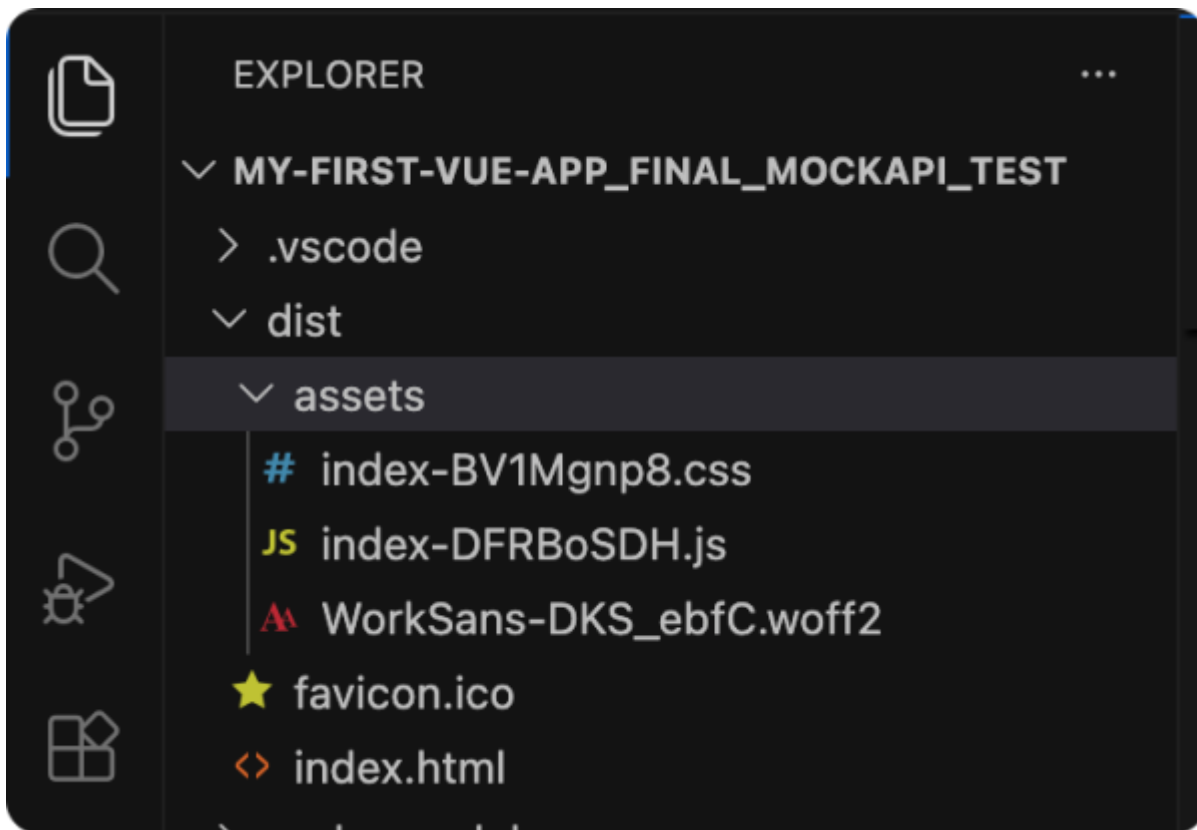 EXPLORER
MY-FIRST-VUE-APP_FINAL_MOCKAPI_TEST
.vscode
dist
assets
# index-BV1Mgnp8.css
JS index-DFRBoSDH.js
WorkSans-DKS_ebfC.woff2
favicon.ico
index.html